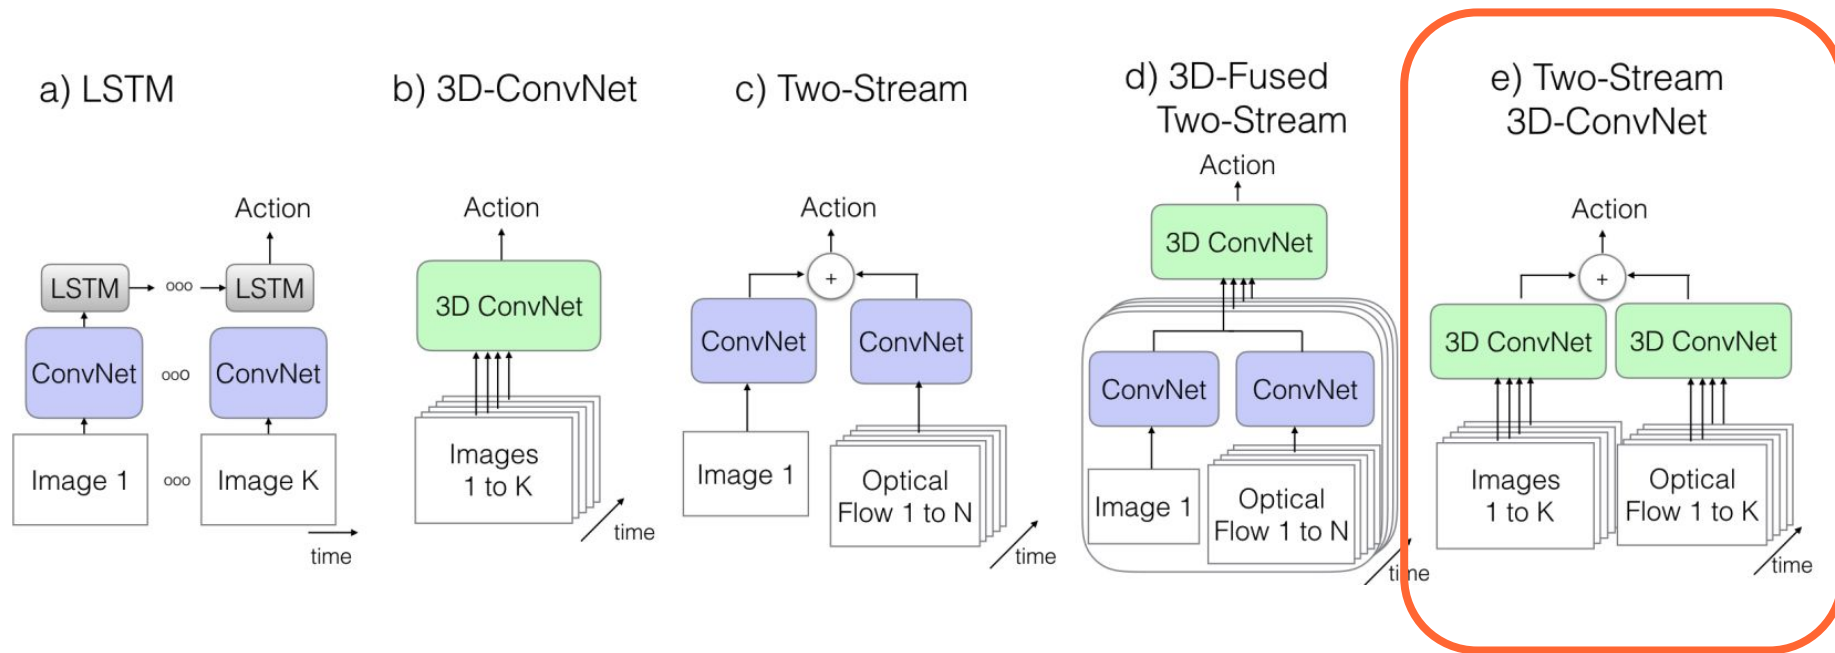 a) LSTM
Action
LSTM
ooo
LSTM
ConvNet
ooo
ConvNet
Image 1
ooo
Image K
time
b) 3D-ConvNet
Action
3D ConvNet
Images
1 to K
time
c) Two-Stream
Action
+
ConvNet
ConvNet
Image 1
Optical
Flow 1 to N
time
d) 3D-Fused
Two-Stream
Action
3D ConvNet
ConvNet
ConvNet
Image 1
Optical
Flow 1 to N
time
e) Two-Stream
3D-ConvNet
Action
+
3D ConvNet
3D ConvNet
Images
1 to K
Optical
Flow 1 to K
time